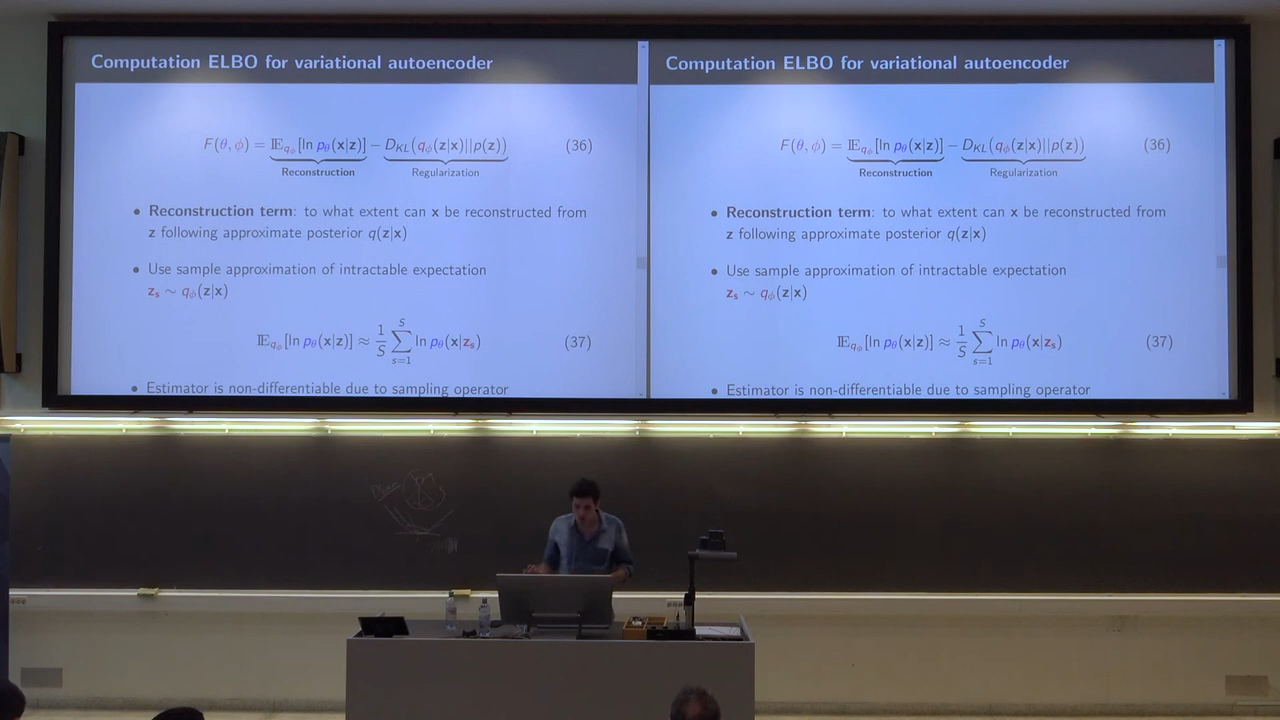 Computation ELBO for variational autoencoder
F(θ, ϕ) = 𝔼_{q_ϕ}[ln p_θ(x|z)] − D_{KL}(q_ϕ(z|x)||p(z)) (36)
Reconstruction Regularization
• Reconstruction term: to what extent can x be reconstructed from
z following approximate posterior q(z|x)
• Use sample approximation of intractable expectation
z_s ∼ q_ϕ(z|x)
𝔼_{q_ϕ}[ln p_θ(x|z)] ≈ \frac{1}{S} \sum_{s=1}^{S} ln p_θ(x|z_s) (37)
• Estimator is non-differentiable due to sampling operator
Computation ELBO for variational autoencoder
F(θ, ϕ) = 𝔼_{q_ϕ}[ln p_θ(x|z)] − D_{KL}(q_ϕ(z|x)||p(z)) (36)
Reconstruction Regularization
• Reconstruction term: to what extent can x be reconstructed from
z following approximate posterior q(z|x)
• Use sample approximation of intractable expectation
z_s ∼ q_ϕ(z|x)
𝔼_{q_ϕ}[ln p_θ(x|z)] ≈ \frac{1}{S} \sum_{s=1}^{S} ln p_θ(x|z_s) (37)
• Estimator is non-differentiable due to sampling operator